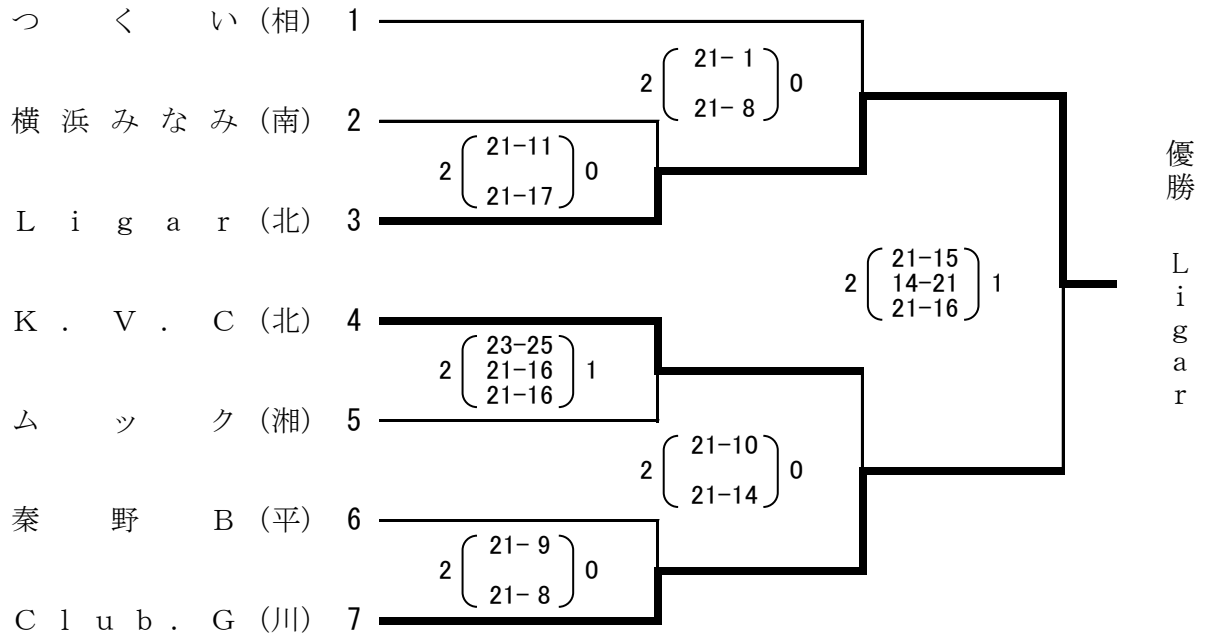 つくい (相) 1
2 21- 1 0
21- 8
横浜みなみ (南) 2
2 21-11 0
21-17
Ligar (北) 3
優勝 Ligar
2 21-15 1
14-21
21-16
K.V.C (北) 4
2 23-25 1
21-16
21-16
ムック (湘) 5
2 21-10 0
21-14
秦野B (平) 6
2 21- 9 0
21- 8
Club.G (川) 7